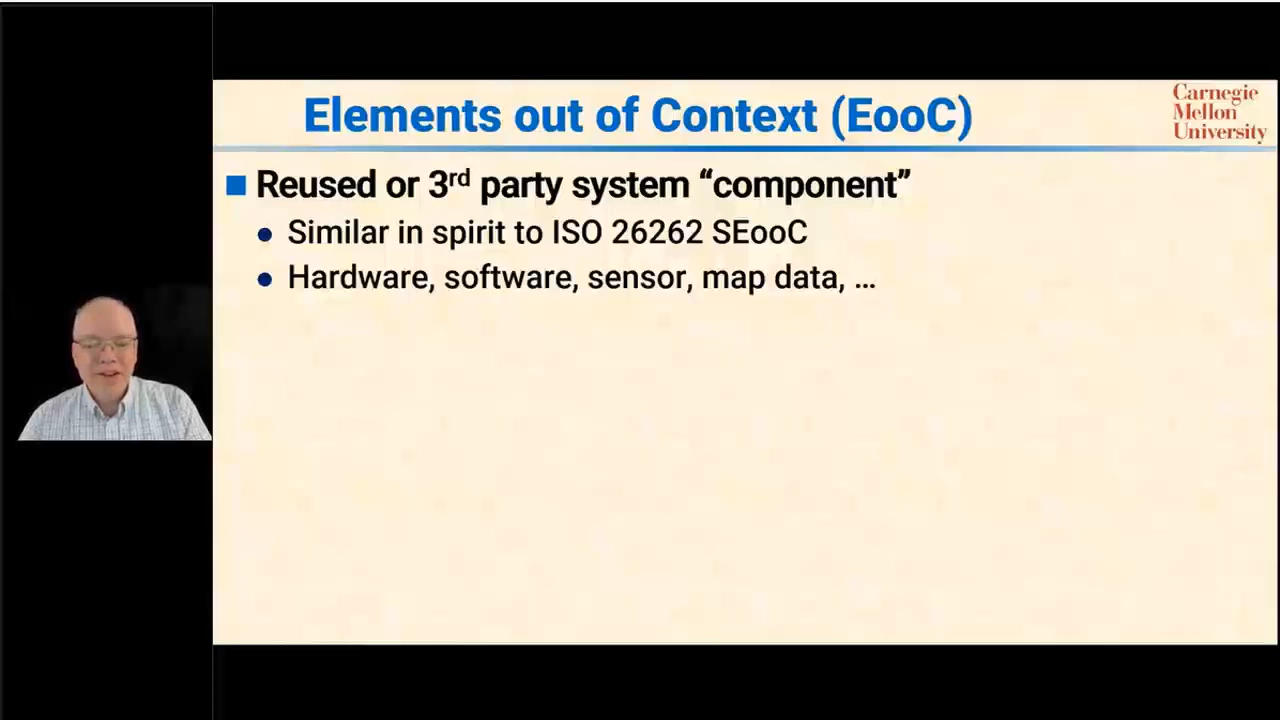 Elements out of Context (EooC)
Carnegie
Mellon
University
Reused or 3rd party system “component”
Similar in spirit to ISO 26262 SEooC
Hardware, software, sensor, map data, ...